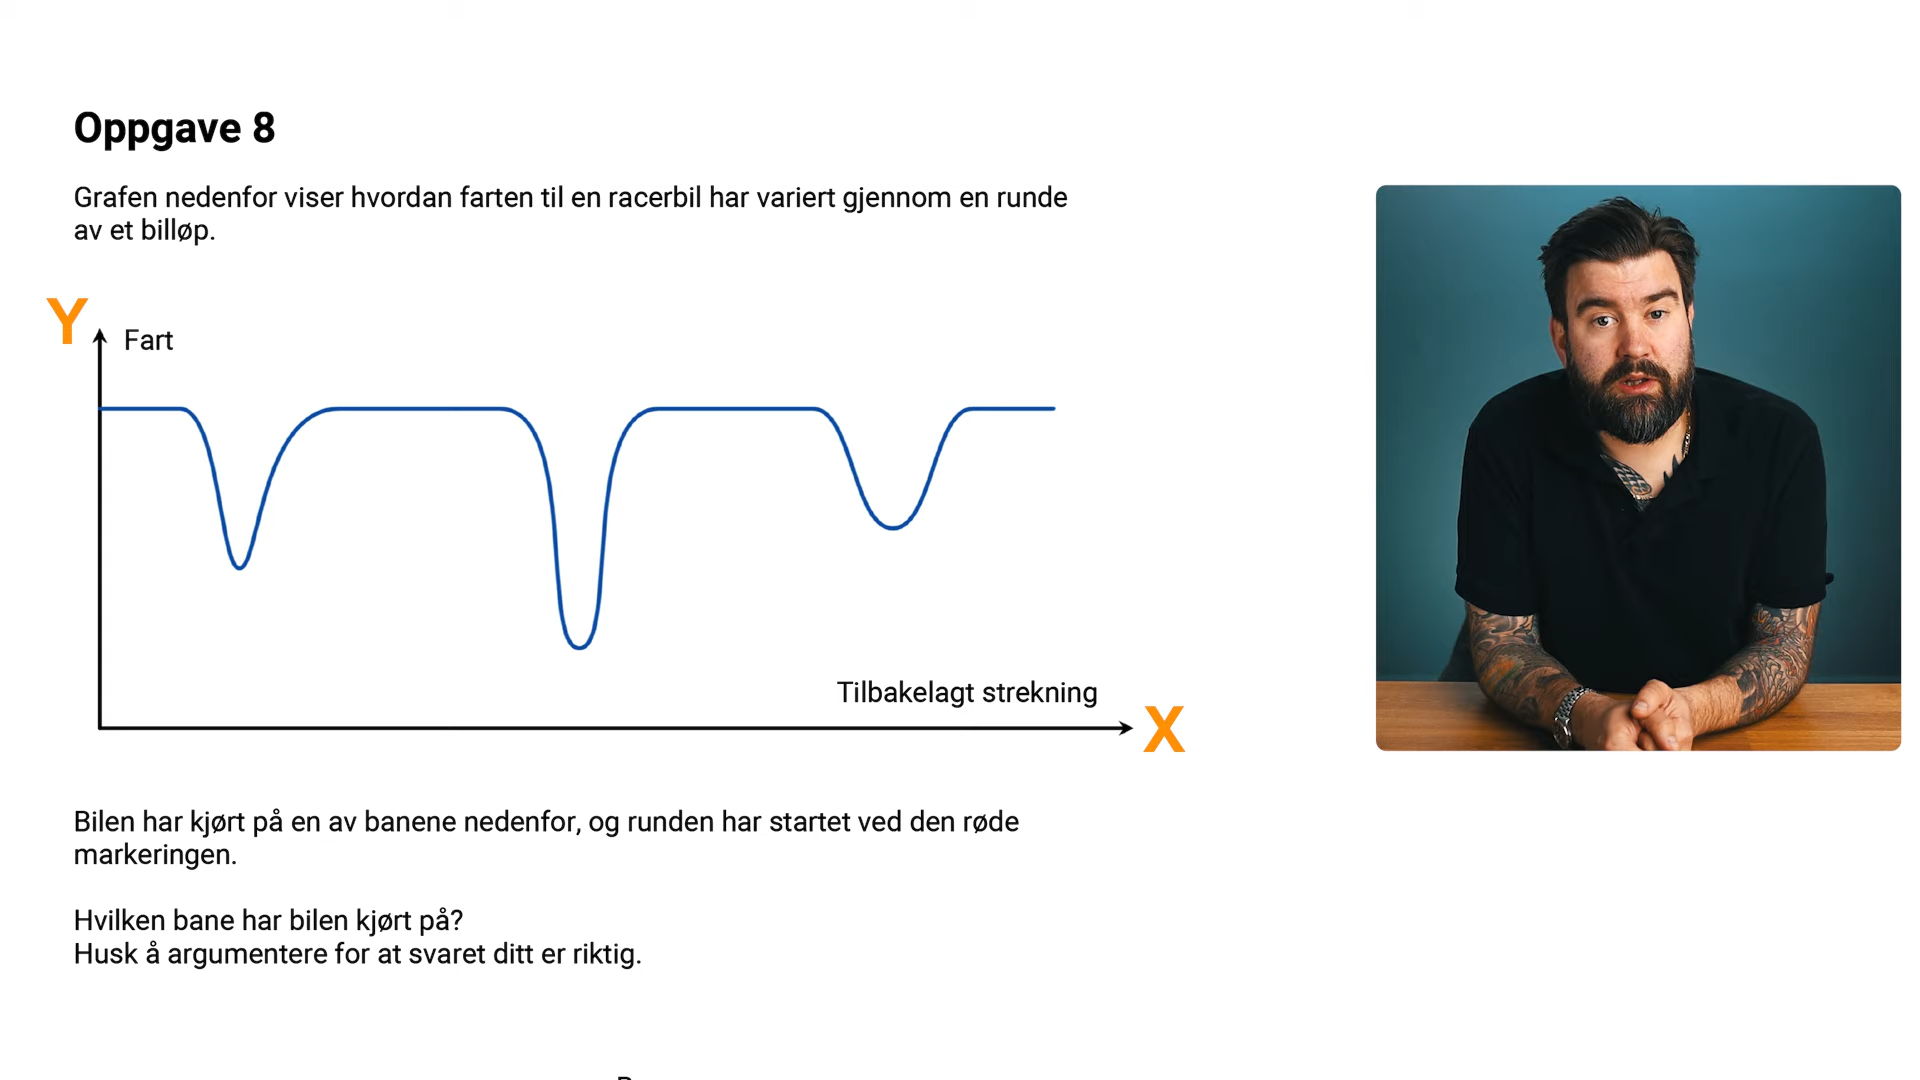 Oppgave 8
Grafen nedenfor viser hvordan farten til en racerbil har variert gjennom en runde
av et billøp.
Y
Fart
Tilbakelagt strekning
X
Bilen har kjørt på en av banene nedenfor, og runden har startet ved den røde
markeringen.
Hvilken bane har bilen kjørt på?
Husk å argumentere for at svaret ditt er riktig.